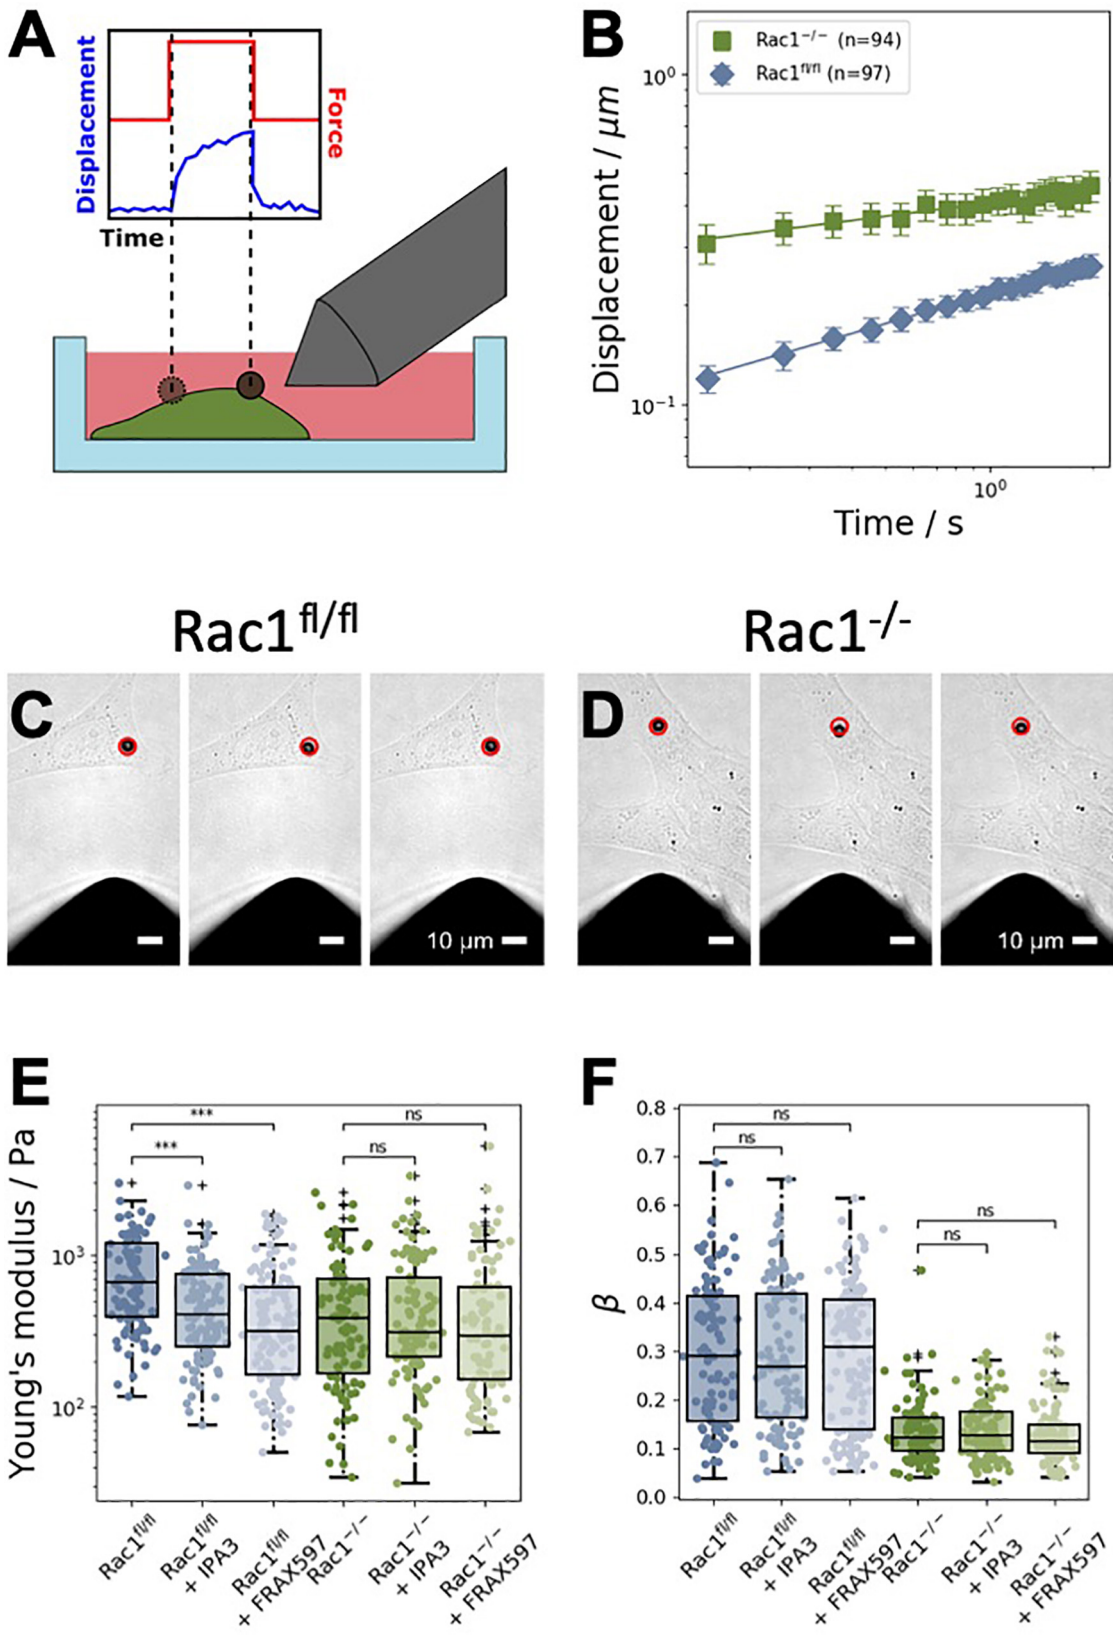 A
Displacement
Force
Time
B
Rac1⁻/⁻ (n=94)
Rac1ᶠˡ/ᶠˡ (n=97)
10⁰
10⁻¹
Displacement / μm
10⁰
Time / s
Rac1ᶠˡ/ᶠˡ
Rac1⁻/⁻
C
10 μm
D
10 μm
E
Young's modulus / Pa
10³
10²
***
***
ns
ns
Rac1ᶠˡ/ᶠˡ
Rac1ᶠˡ/ᶠˡ
+ IPA3
Rac1ᶠˡ/ᶠˡ
+ FRAX597
Rac1⁻/⁻
Rac1⁻/⁻
+ IPA3
Rac1⁻/⁻
+ FRAX597
F
β
0.8
0.7
0.6
0.5
0.4
0.3
0.2
0.1
0.0
ns
ns
ns
ns
Rac1ᶠˡ/ᶠˡ
Rac1ᶠˡ/ᶠˡ
+ IPA3
Rac1ᶠˡ/ᶠˡ
+ FRAX597
Rac1⁻/⁻
Rac1⁻/⁻
+ IPA3
Rac1⁻/⁻
+ FRAX597